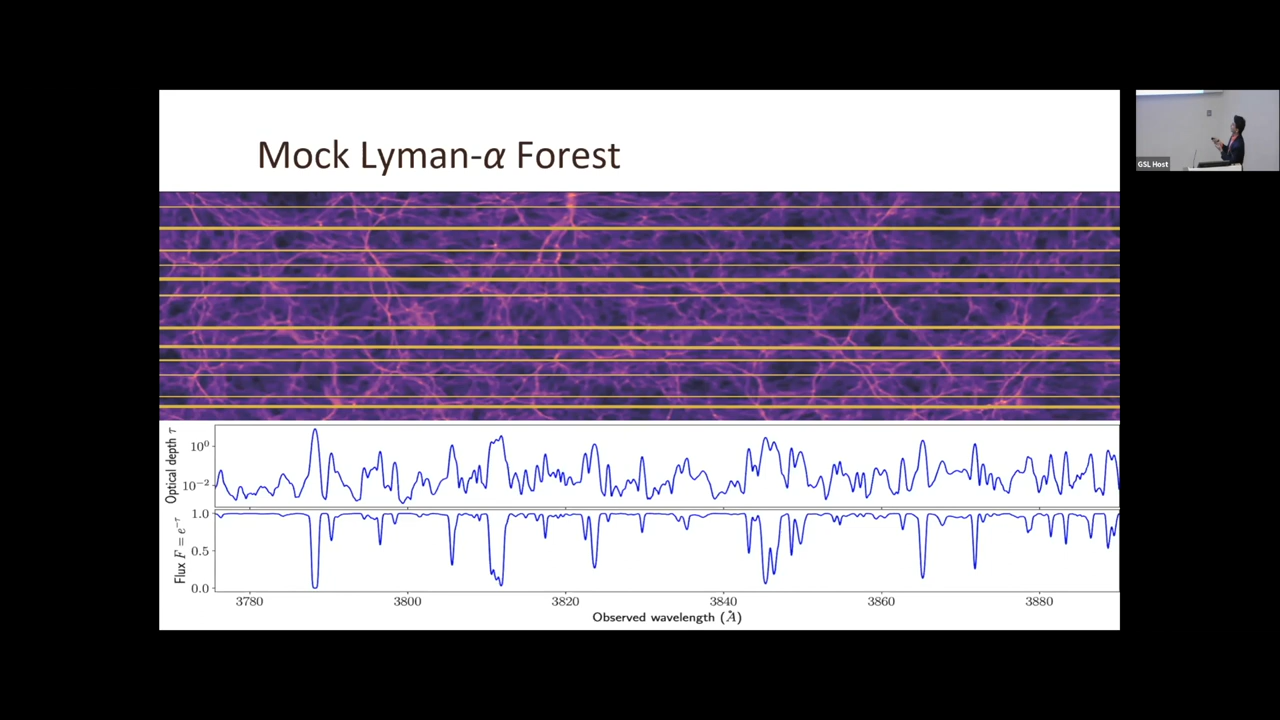 Mock Lyman-α Forest
GSL Host
Optical depth τ
10⁰
10⁻²
Flux F = e⁻τ
1.0
0.5
0.0
3780 3800 3820 3840 3860 3880
Observed wavelength (Å)